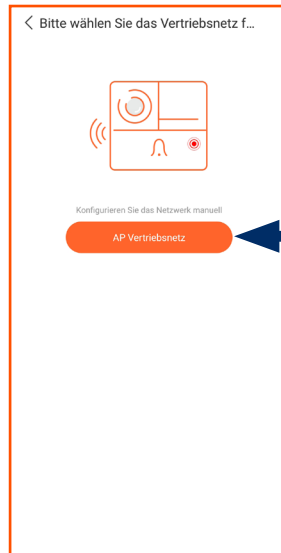 Bitte wählen Sie das Vertriebsnetz f...
Konfigurieren Sie das Netzwerk manuell
AP Vertriebsnetz